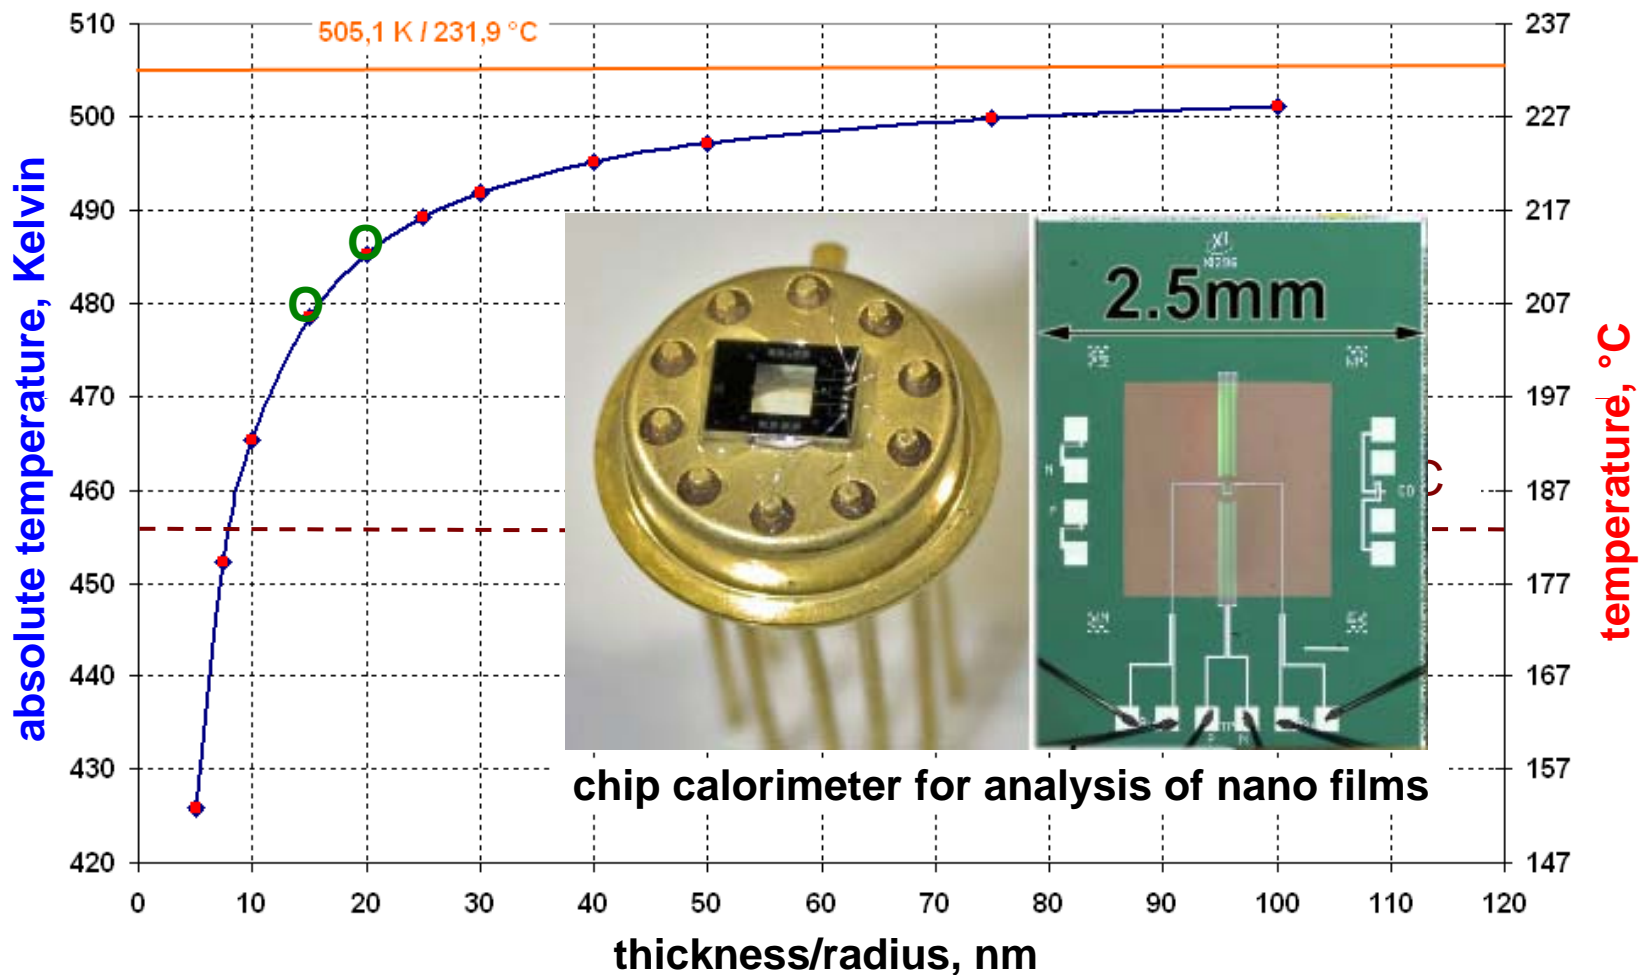 510
500
490
480
470
460
450
440
430
420
absolute temperature, Kelvin
505,1 K / 231,9 °C
237
227
217
207
197
187
177
167
157
147
temperature, °C
O
O
2.5mm
C
chip calorimeter for analysis of nano films
0 10 20 30 40 50 60 70 80 90 100 110 120
thickness/radius, nm